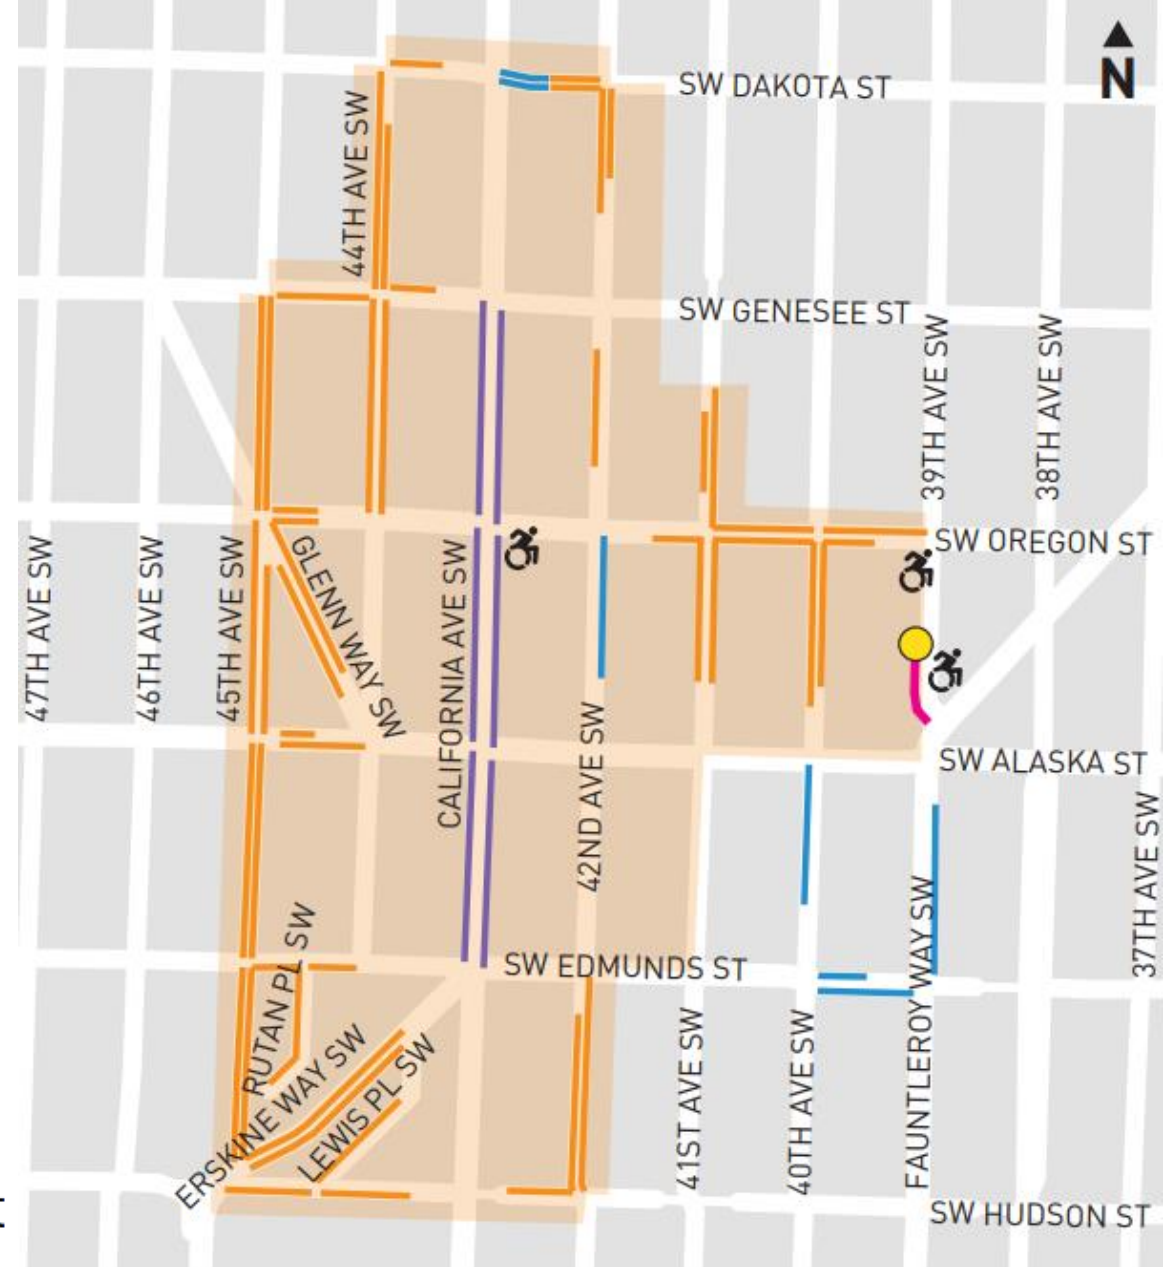 N
SW DAKOTA ST
44TH AVE SW
SW GENESEE ST
39TH AVE SW
38TH AVE SW
SW OREGON ST
47TH AVE SW
46TH AVE SW
45TH AVE SW
GLENN WAY SW
CALIFORNIA AVE SW
42ND AVE SW
SW ALASKA ST
37TH AVE SW
FAUNTLEROY WAY SW
RUTAN PL SW
SW EDMUNDS ST
ERSKINE WAY SW
LEWIS PL SW
41ST AVE SW
40TH AVE SW
SW HUDSON ST